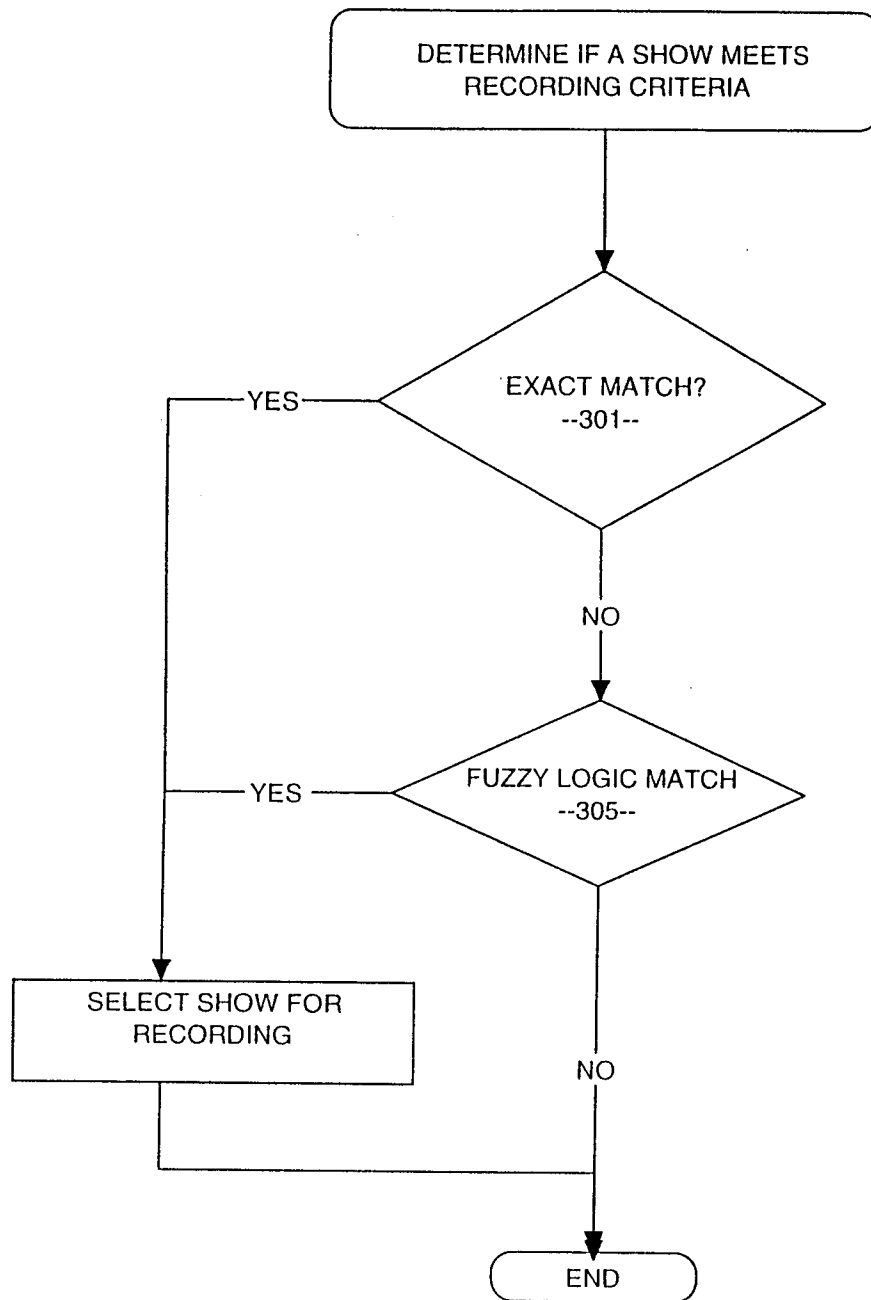 DETERMINE IF A SHOW MEETS
RECORDING CRITERIA
EXACT MATCH?
--301--
YES
NO
FUZZY LOGIC MATCH
--305--
YES
SELECT SHOW FOR
RECORDING
NO
END